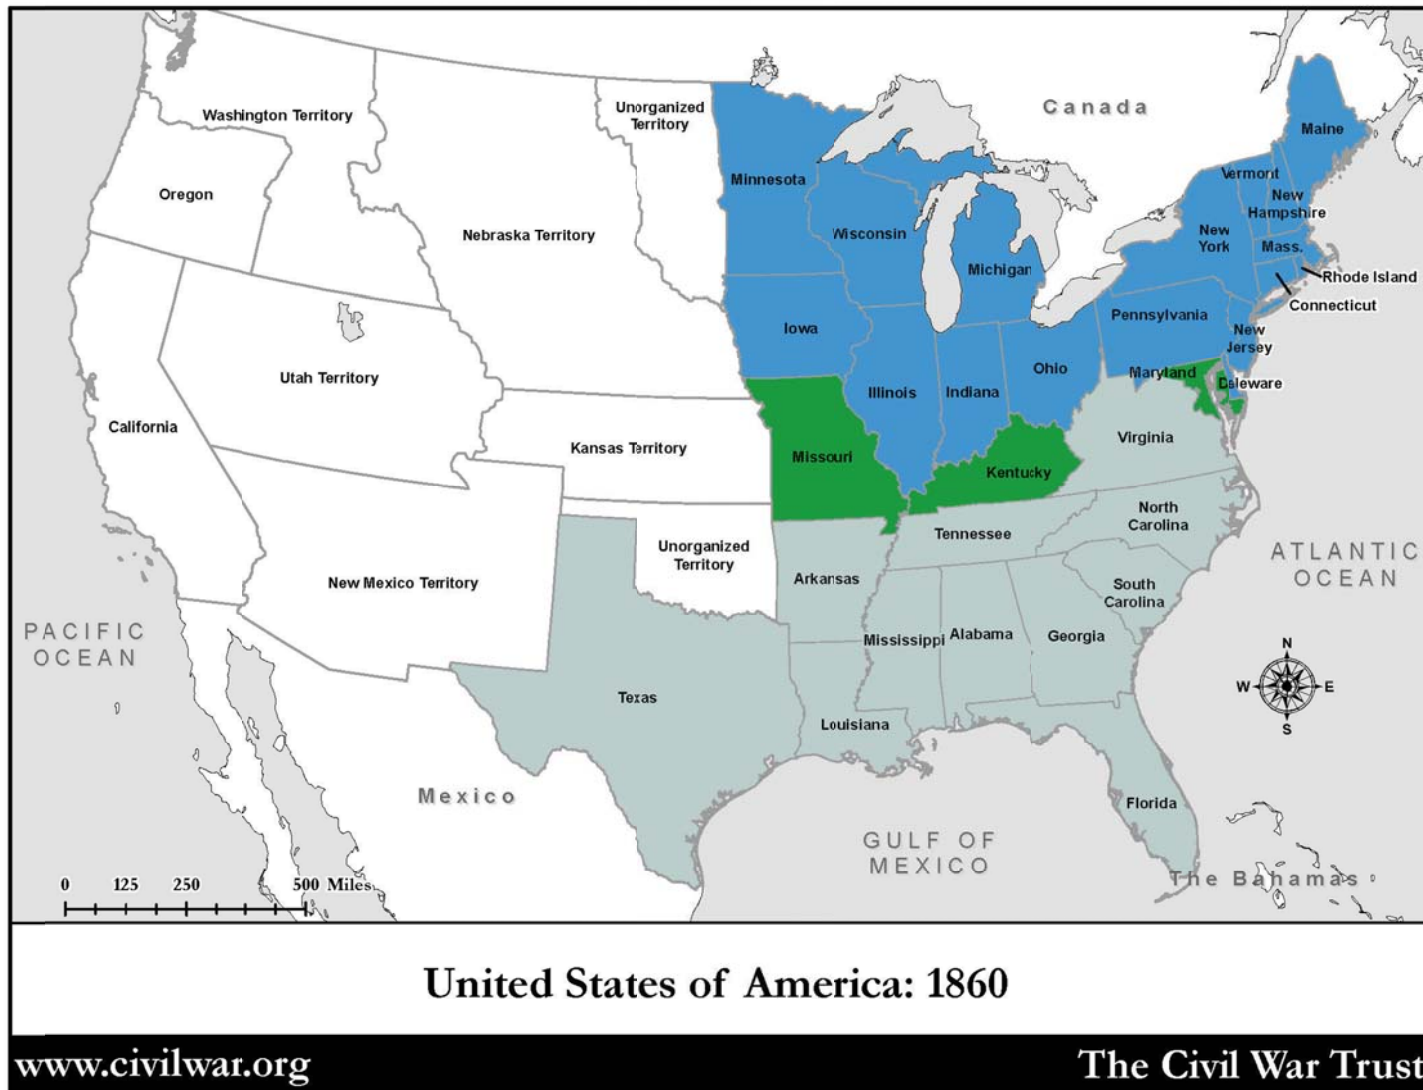 Canada
Washington Territory
Unorganized
Territory
Maine
Oregon
Minnesota
Vermont
New
Hampshire
Nebraska Territory
Wisconsin
New
York
Mass.
Michigan
Rhode Island
Connecticut
Iowa
Pennsylvania
New
Jersey
Utah Territory
Illinois
Indiana
Ohio
Maryland
Deleware
California
Kansas Territory
Missouri
Kentucky
Virginia
Unorganized
Territory
Tennessee
North
Carolina
ATLANTIC
OCEAN
New Mexico Territory
Arkansas
South
Carolina
PACIFIC
OCEAN
Mississippi
Alabama
Georgia
N
W
E
S
Texas
Louisiana
Mexico
Florida
GULF OF
MEXICO
The Bahamas
0 125 250 500 Miles
United States of America: 1860
www.civilwar.org
The Civil War Trust